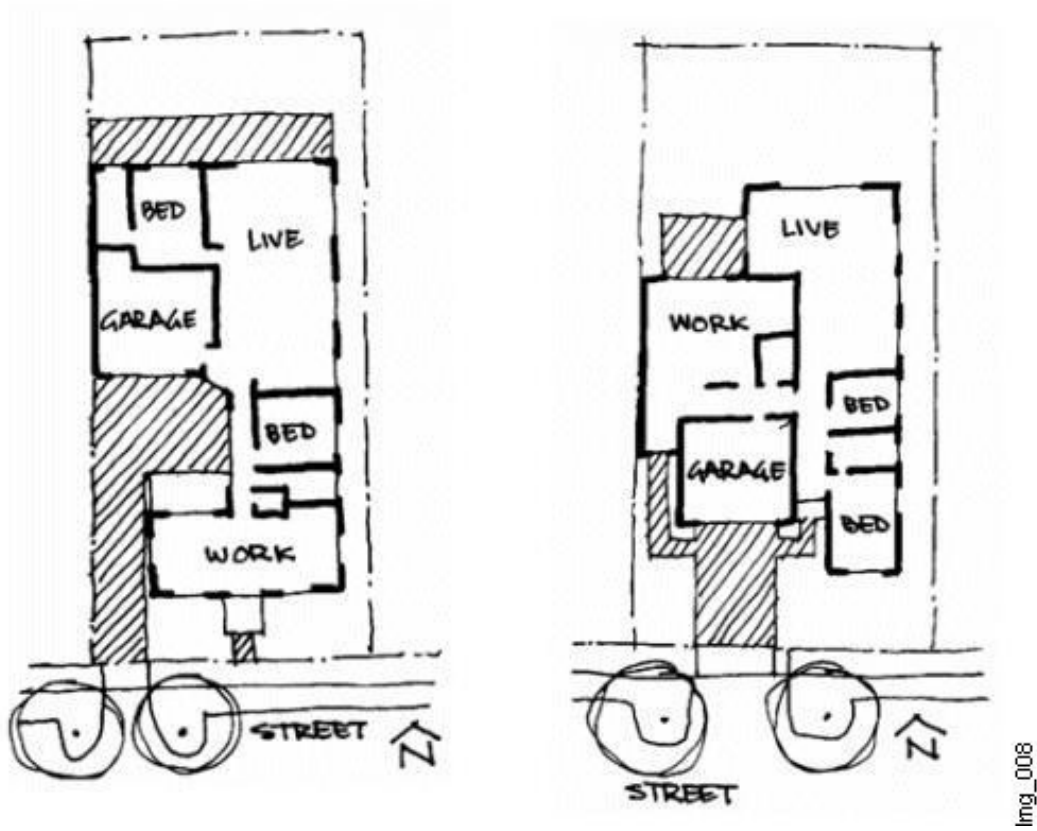 BED
LIVE
GARAGE
BED
WORK
STREET
N
LIVE
WORK
BED
GARAGE
BED
N
STREET
Img_008